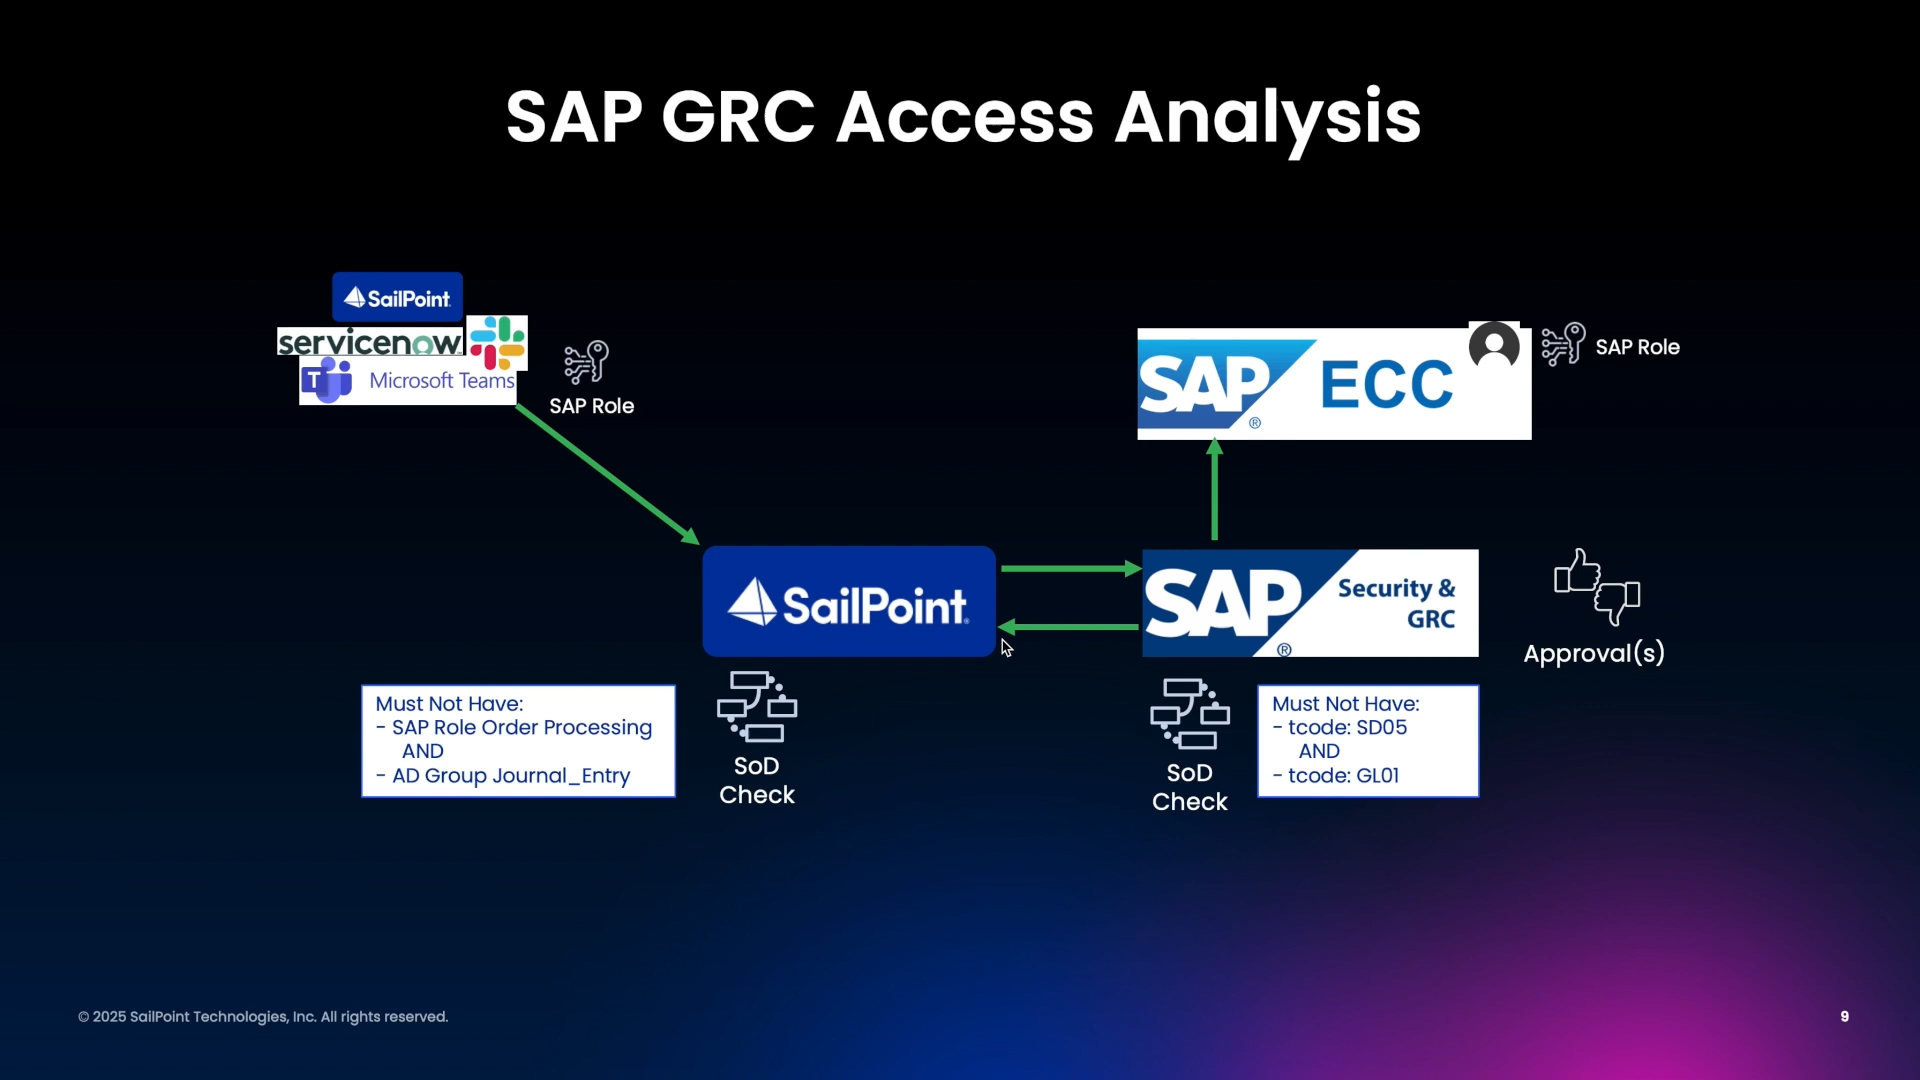 SAP GRC Access Analysis
SailPoint
servicenow
Microsoft Teams
T
SAP Role
SAP ECC
®
SAP Role
SailPoint
SAP Security &
GRC
®
Approval(s)
Must Not Have:
- SAP Role Order Processing
AND
- AD Group Journal_Entry
SoD
Check
SoD
Check
Must Not Have:
- tcode: SD05
AND
- tcode: GL01
© 2025 SailPoint Technologies, Inc. All rights reserved.
9